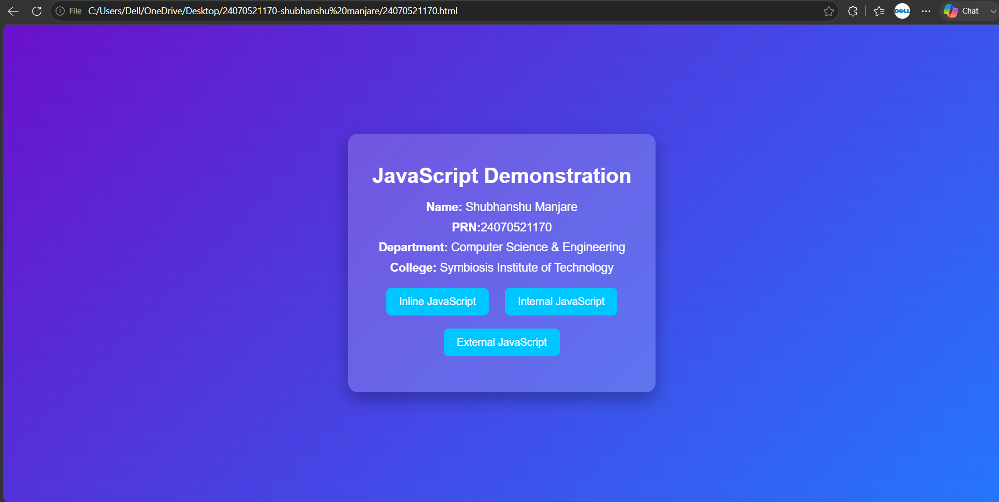 File C:/Users/Dell/OneDrive/Desktop/24070521170-shubhanshu%20manjare/24070521170.html DELL Chat
JavaScript Demonstration
Name: Shubhanshu Manjare
PRN:24070521170
Department: Computer Science & Engineering
College: Symbiosis Institute of Technology
Inline JavaScript Internal JavaScript
External JavaScript